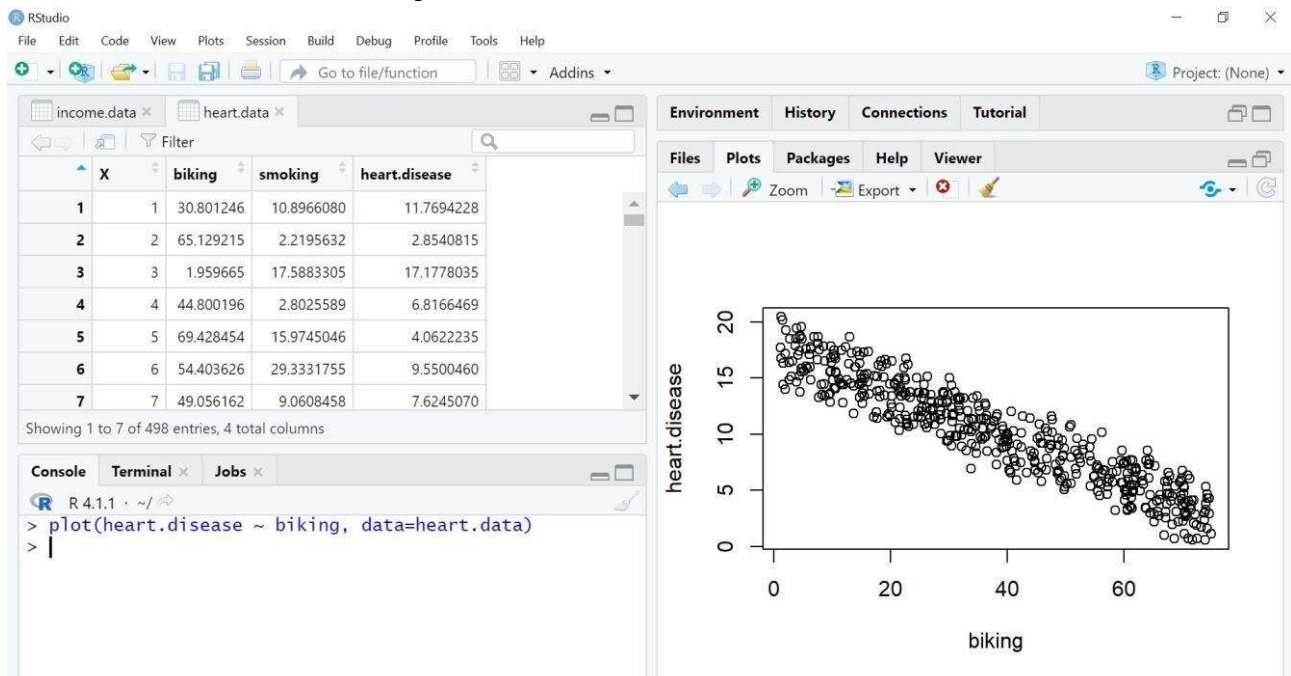 RStudio
File Edit Code View Plots Session Build Debug Profile Tools Help
Go to file/function Addins Project: (None)
income.data heart.data
Filter
X biking smoking heart.disease
1 1 30.801246 10.8966080 11.7694228
2 2 65.129215 2.2195632 2.8540815
3 3 1.959665 17.5883305 17.1778035
4 4 44.800196 2.8025589 6.8166469
5 5 69.428454 15.9745046 4.0622235
6 6 54.403626 29.3331755 9.5500460
7 7 49.056162 9.0608458 7.6245070
Showing 1 to 7 of 498 entries, 4 total columns
Console Terminal Jobs
R 4.1.1 · ~/
> plot(heart.disease ~ biking, data=heart.data)
>
Environment History Connections Tutorial
Files Plots Packages Help Viewer
Zoom Export
heart.disease
20
15
10
5
0
0 20 40 60
biking